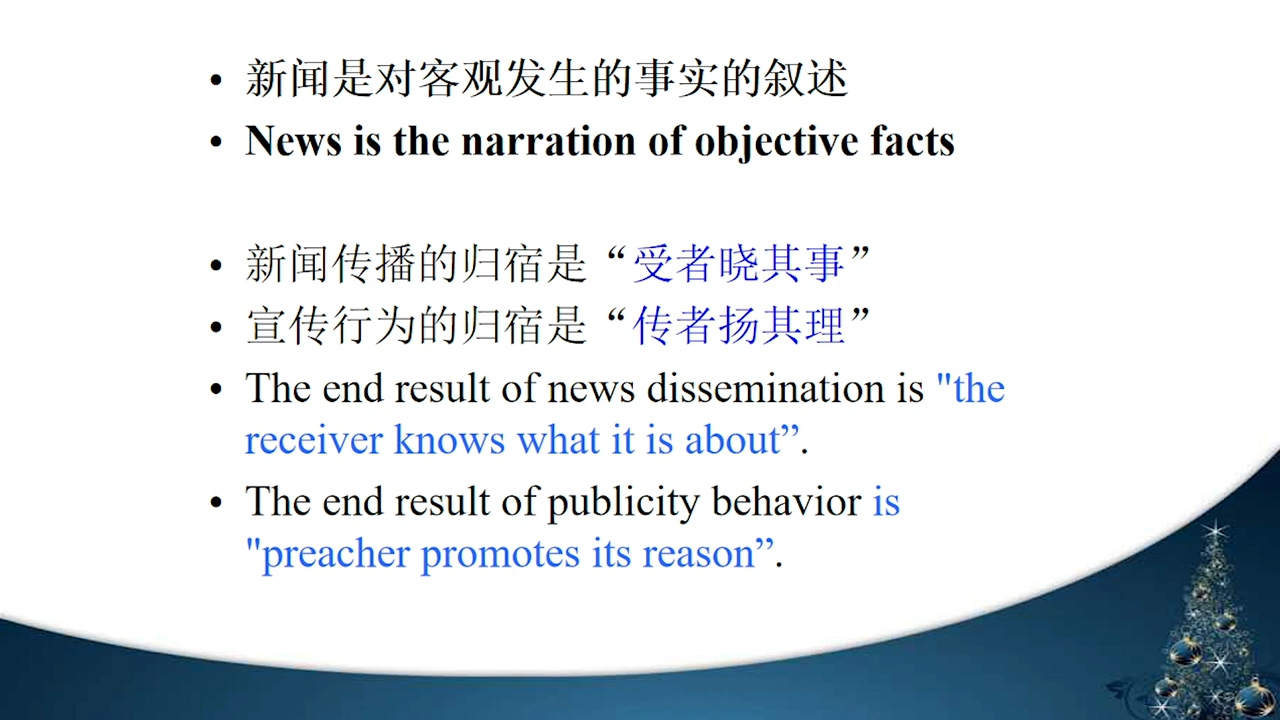 • 新闻是对客观发生的事实的叙述
• News is the narration of objective facts
• 新闻传播的归宿是“受者晓其事”
• 宣传行为的归宿是“传者扬其理”
• The end result of news dissemination is "the
receiver knows what it is about”.
• The end result of publicity behavior is
"preacher promotes its reason”.